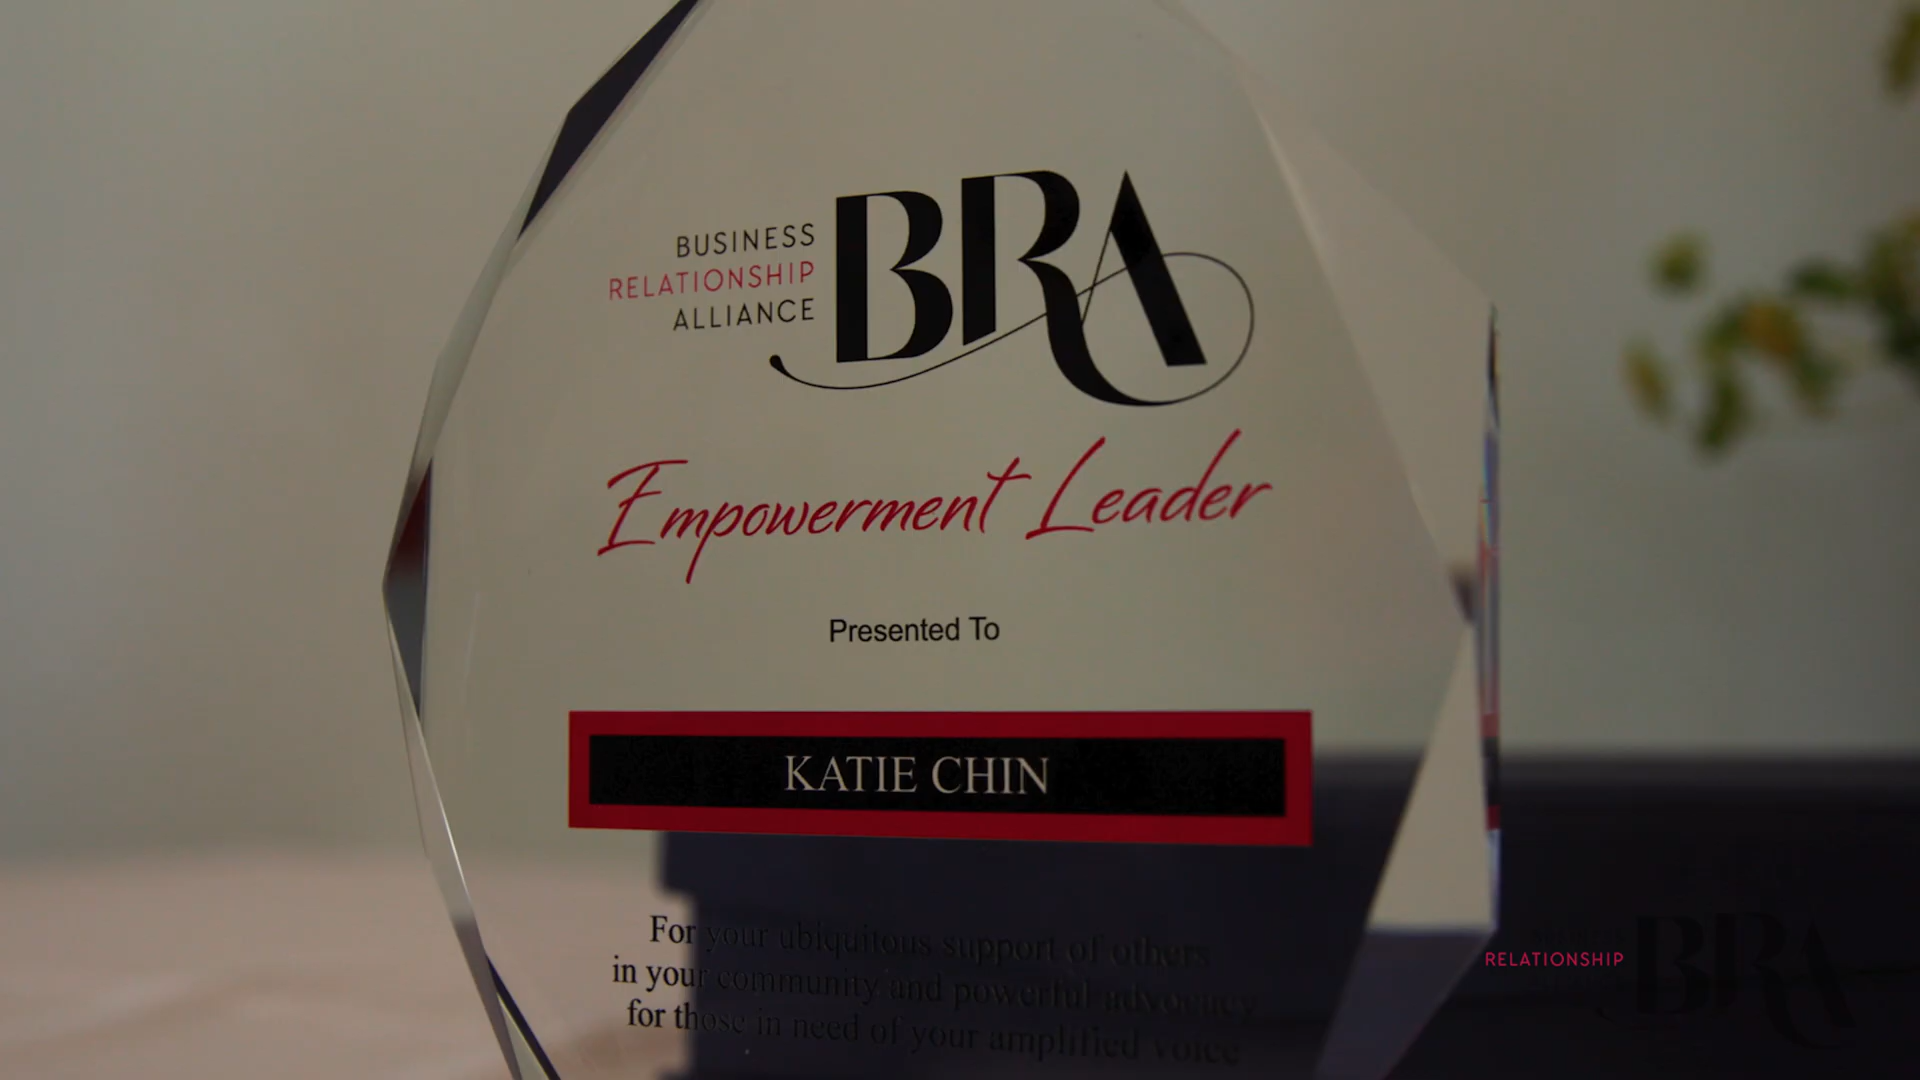 BUSINESS
RELATIONSHIP
ALLIANCE
BRA
Empowerment Leader
Presented To
KATIE CHIN
For your ubiquitous support of others
in your community and powerful advocacy
for those in need of your amplified voice
RELATIONSHIP
BRA